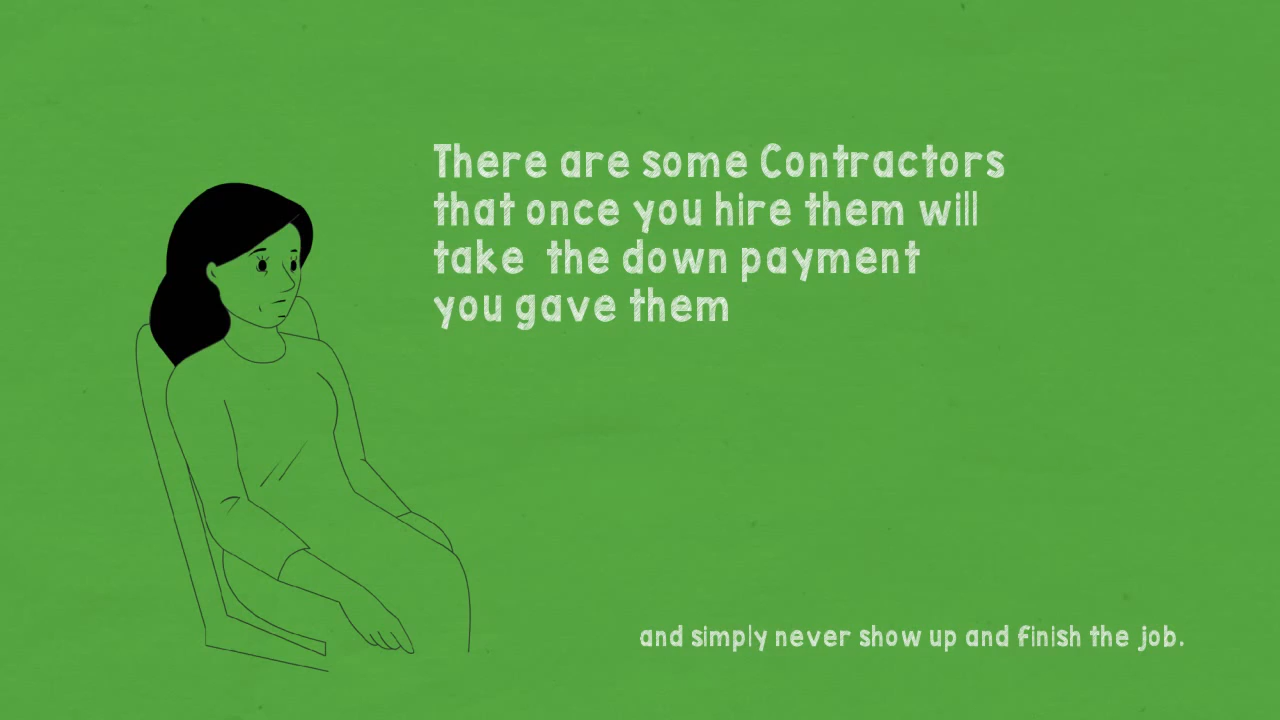 There are some Contractors
that once you hire them will
take the down payment
you gave them
and simply never show up and finish the job.